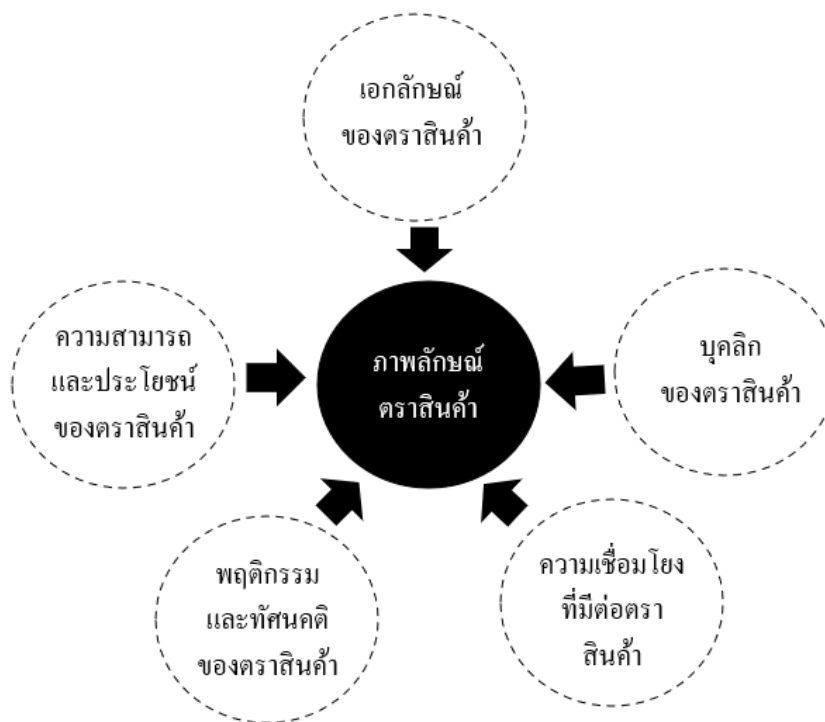 เอกลักษณ์
ของตราสินค้า
ความสามารถ
และประโยชน์
ของตราสินค้า
ภาพลักษณ์
ตราสินค้า
บุคลิก
ของตราสินค้า
พฤติกรรม
และทัศนคติ
ของตราสินค้า
ความเชื่อมโยง
ที่มีต่อตรา
สินค้า